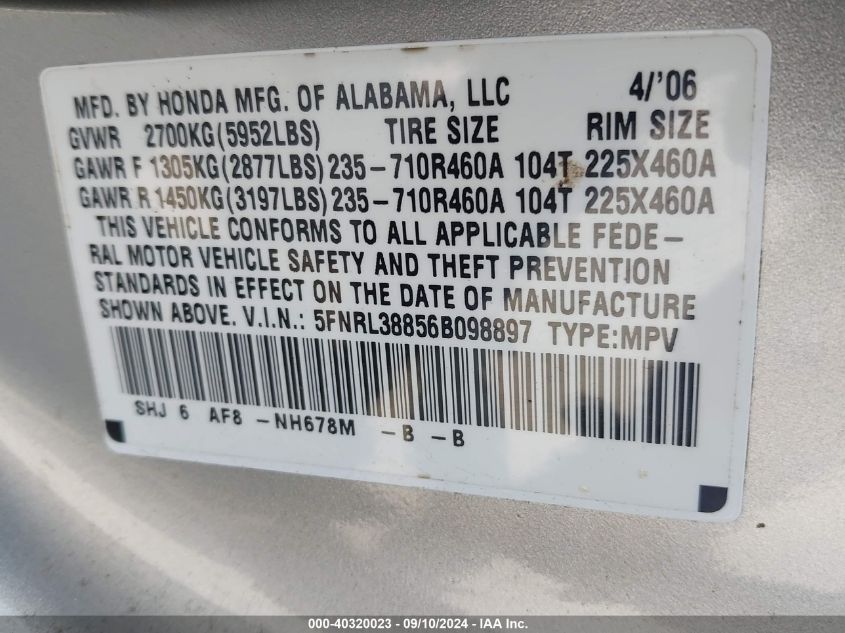 MFD. BY HONDA MFG. OF ALABAMA, LLC 4/'06
GVWR 2700KG(5952LBS) TIRE SIZE RIM SIZE
GAWR F 1305KG(2877LBS)235-710R460A 104T 225X460A
GAWR R 1450KG(3197LBS)235-710R460A 104T 225X460A
THIS VEHICLE CONFORMS TO ALL APPLICABLE FEDE-
RAL MOTOR VEHICLE SAFETY AND THEFT PREVENTION
STANDARDS IN EFFECT ON THE DATE OF MANUFACTURE
SHOWN ABOVE. V.I.N.: 5FNRL38856B098897 TYPE:MPV
SHJ 6 AF8 -NH678M -B -B
000-40320023 - 09/10/2024 - IAA Inc.